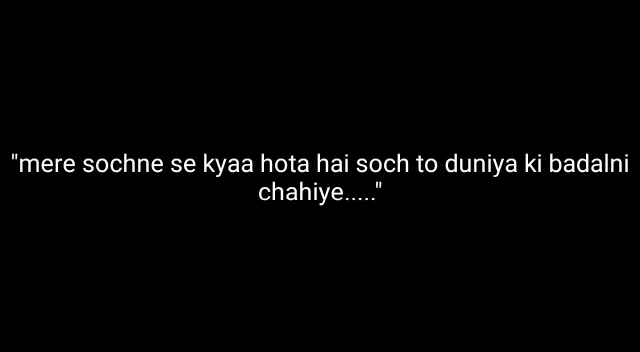 "mere sochne se kyaa hota hai soch to duniya ki badalni
chahiye....."